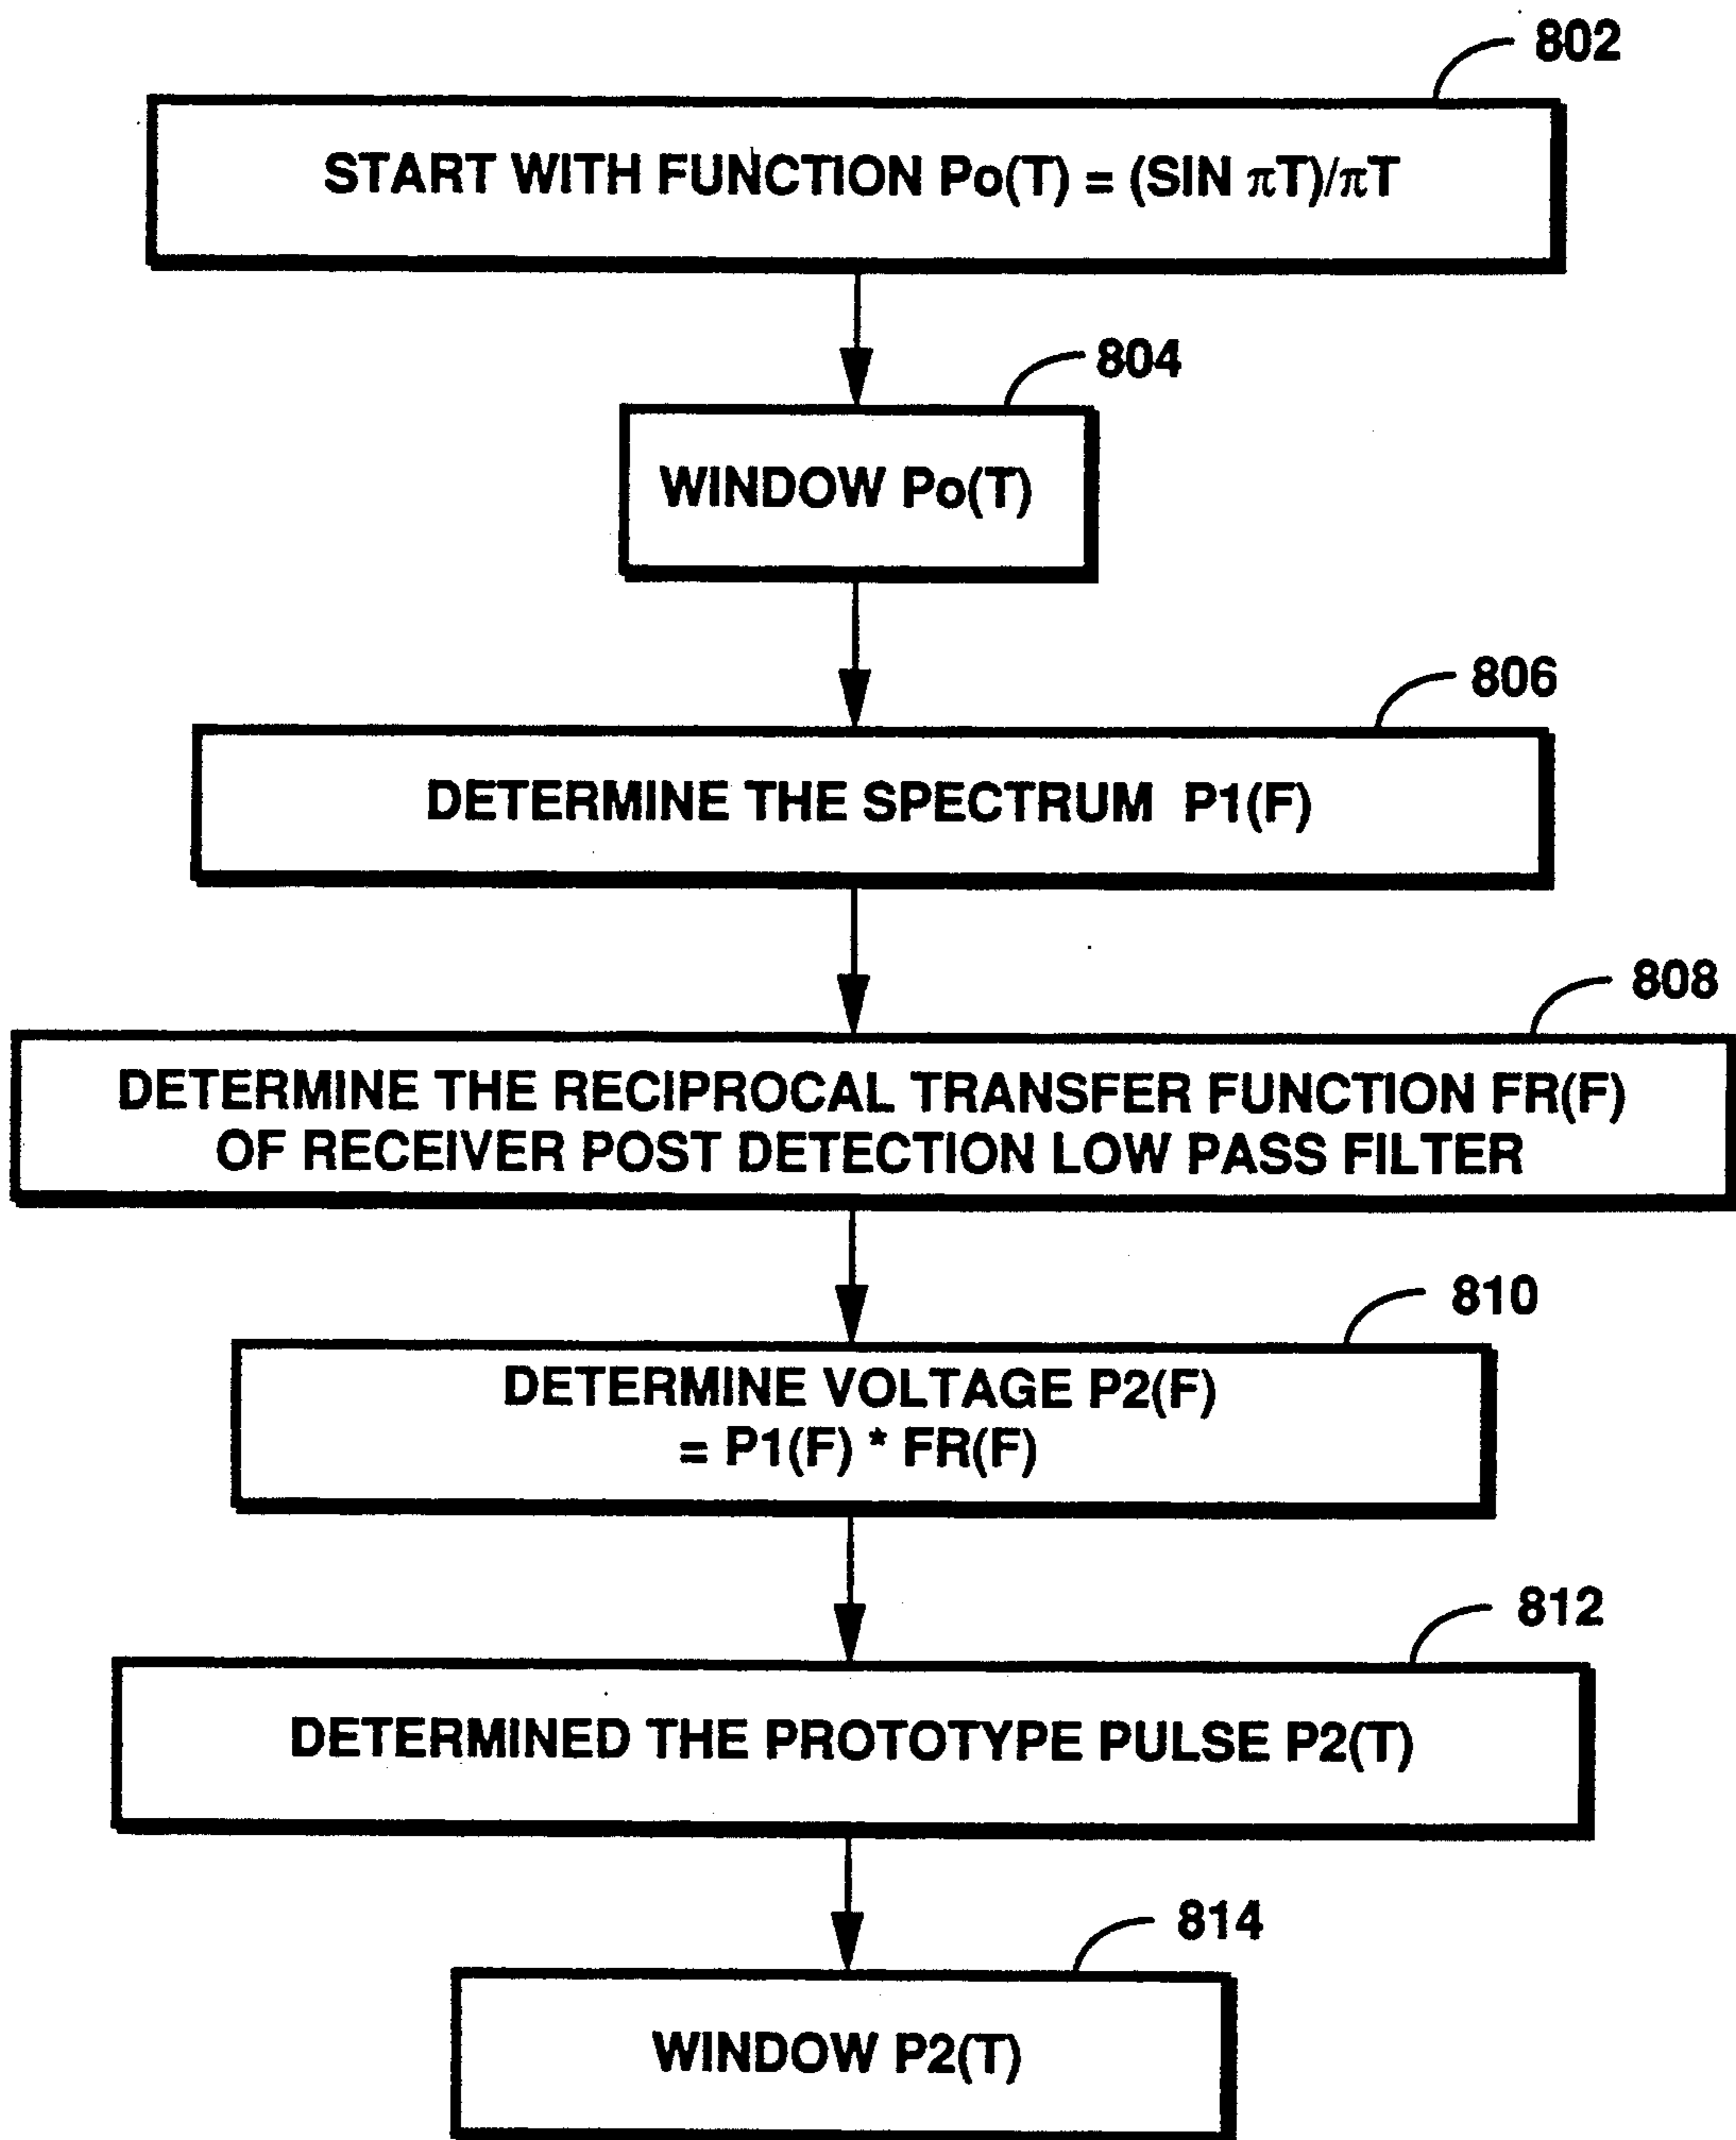 802
START WITH FUNCTION Po(T) = (SIN πT)/πT
804
WINDOW Po(T)
806
DETERMINE THE SPECTRUM P1(F)
808
DETERMINE THE RECIPROCAL TRANSFER FUNCTION FR(F)
OF RECEIVER POST DETECTION LOW PASS FILTER
810
DETERMINE VOLTAGE P2(F)
= P1(F) * FR(F)
812
DETERMINED THE PROTOTYPE PULSE P2(T)
814
WINDOW P2(T)